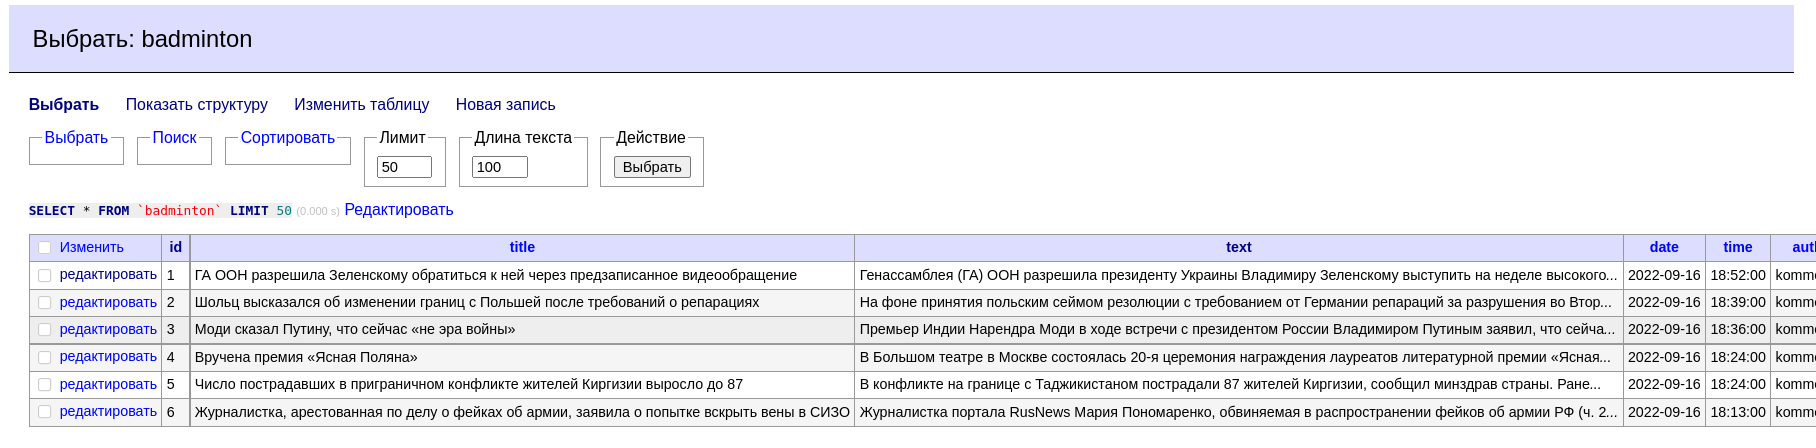 Выбрать: badminton
Выбрать Показать структуру Изменить таблицу Новая запись
Выбрать Поиск Сортировать Лимит Длина текста Действие
50 100 Выбрать
SELECT * FROM `badminton` LIMIT 50 (0.000 s) Редактировать
Изменить id title text date time
редактировать 1 ГА ООН разрешила Зеленскому обратиться к ней через предзаписанное видеообращение Генассамблея (ГА) ООН разрешила президенту Украины Владимиру Зеленскому выступить на неделе высокого... 2022-09-16 18:52:00
редактировать 2 Шольц высказался об изменении границ с Польшей после требований о репарациях На фоне принятия польским сеймом резолюции с требованием от Германии репараций за разрушения во Втор... 2022-09-16 18:39:00
редактировать 3 Моди сказал Путину, что сейчас «не эра войны» Премьер Индии Нарендра Моди в ходе встречи с президентом России Владимиром Путиным заявил, что сейча... 2022-09-16 18:36:00
редактировать 4 Вручена премия «Ясная Поляна» В Большом театре в Москве состоялась 20-я церемония награждения лауреатов литературной премии «Ясная... 2022-09-16 18:24:00
редактировать 5 Число пострадавших в приграничном конфликте жителей Киргизии выросло до 87 В конфликте на границе с Таджикистаном пострадали 87 жителей Киргизии, сообщил минздрав страны. Ране... 2022-09-16 18:24:00
редактировать 6 Журналистка, арестованная по делу о фейках об армии, заявила о попытке вскрыть вены в СИЗО Журналистка портала RusNews Мария Пономаренко, обвиняемая в распространении фейков об армии РФ (ч. 2... 2022-09-16 18:13:00